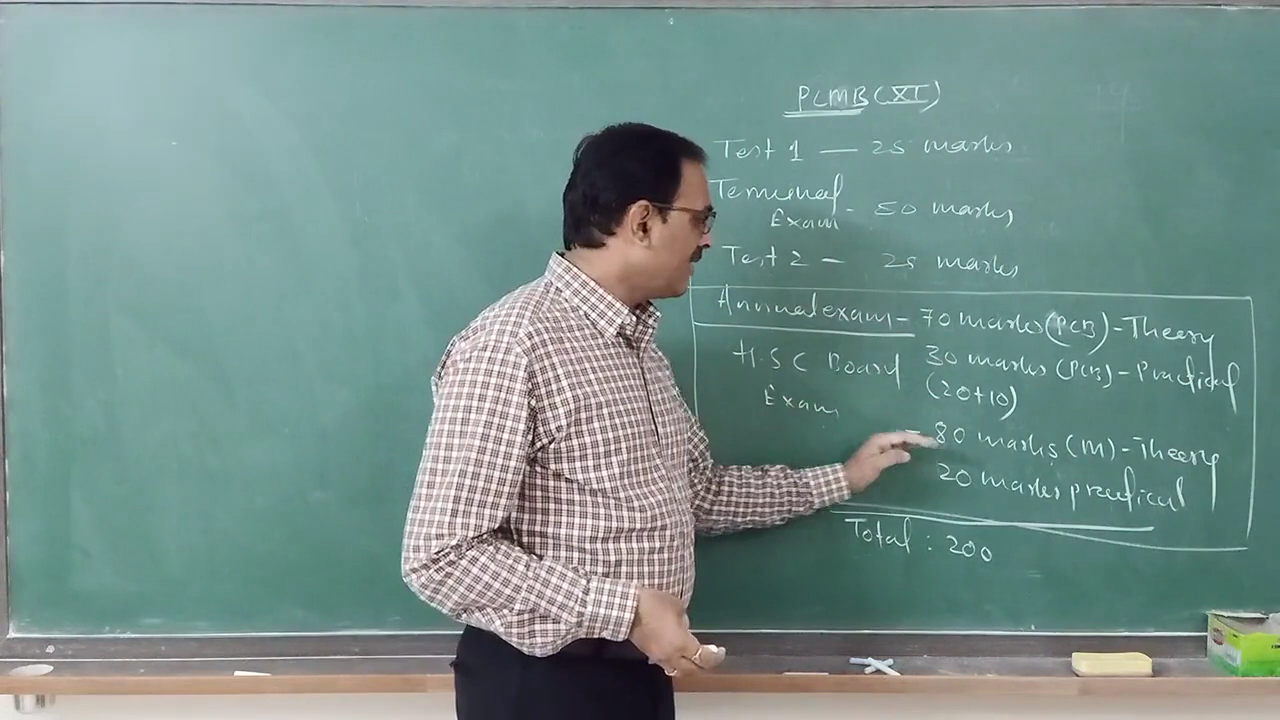 PCMB (XI)
Test 1 — 25 marks
Terminal Exam - 50 marks
Test 2 — 25 marks
Annual exam - 70 marks (PCB) - Theory
H.S.C Board Exam
30 marks (PCB) - Practical
(20+10)
- 80 marks (M) - Theory
20 marks practical
Total : 200